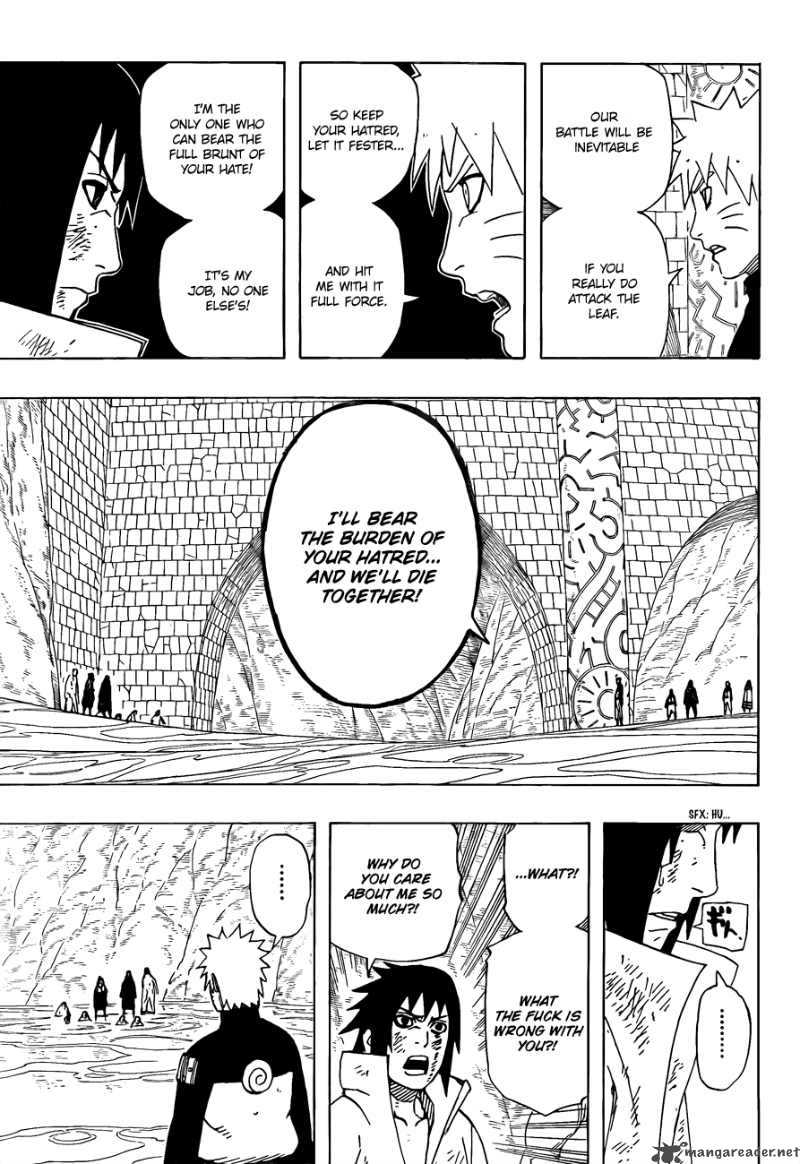 OUR
BATTLE WILL BE
INEVITABLE
IF YOU
REALLY DO
ATTACK THE
LEAF.
SO KEEP
YOUR HATRED,
LET IT FESTER...
AND HIT
ME WITH IT
FULL FORCE.
I'M THE
ONLY ONE WHO
CAN BEAR THE
FULL BRUNT OF
YOUR HATE!
IT'S MY
JOB, NO ONE
ELSE'S!
I'LL BEAR
THE BURDEN OF
YOUR HATRED...
AND WE'LL DIE
TOGETHER!
SFX: HU...
........
...WHAT?!
WHAT
THE FUCK IS
WRONG WITH
YOU?!
WHY DO
YOU CARE
ABOUT ME SO
MUCH?!
......
mangareader.net